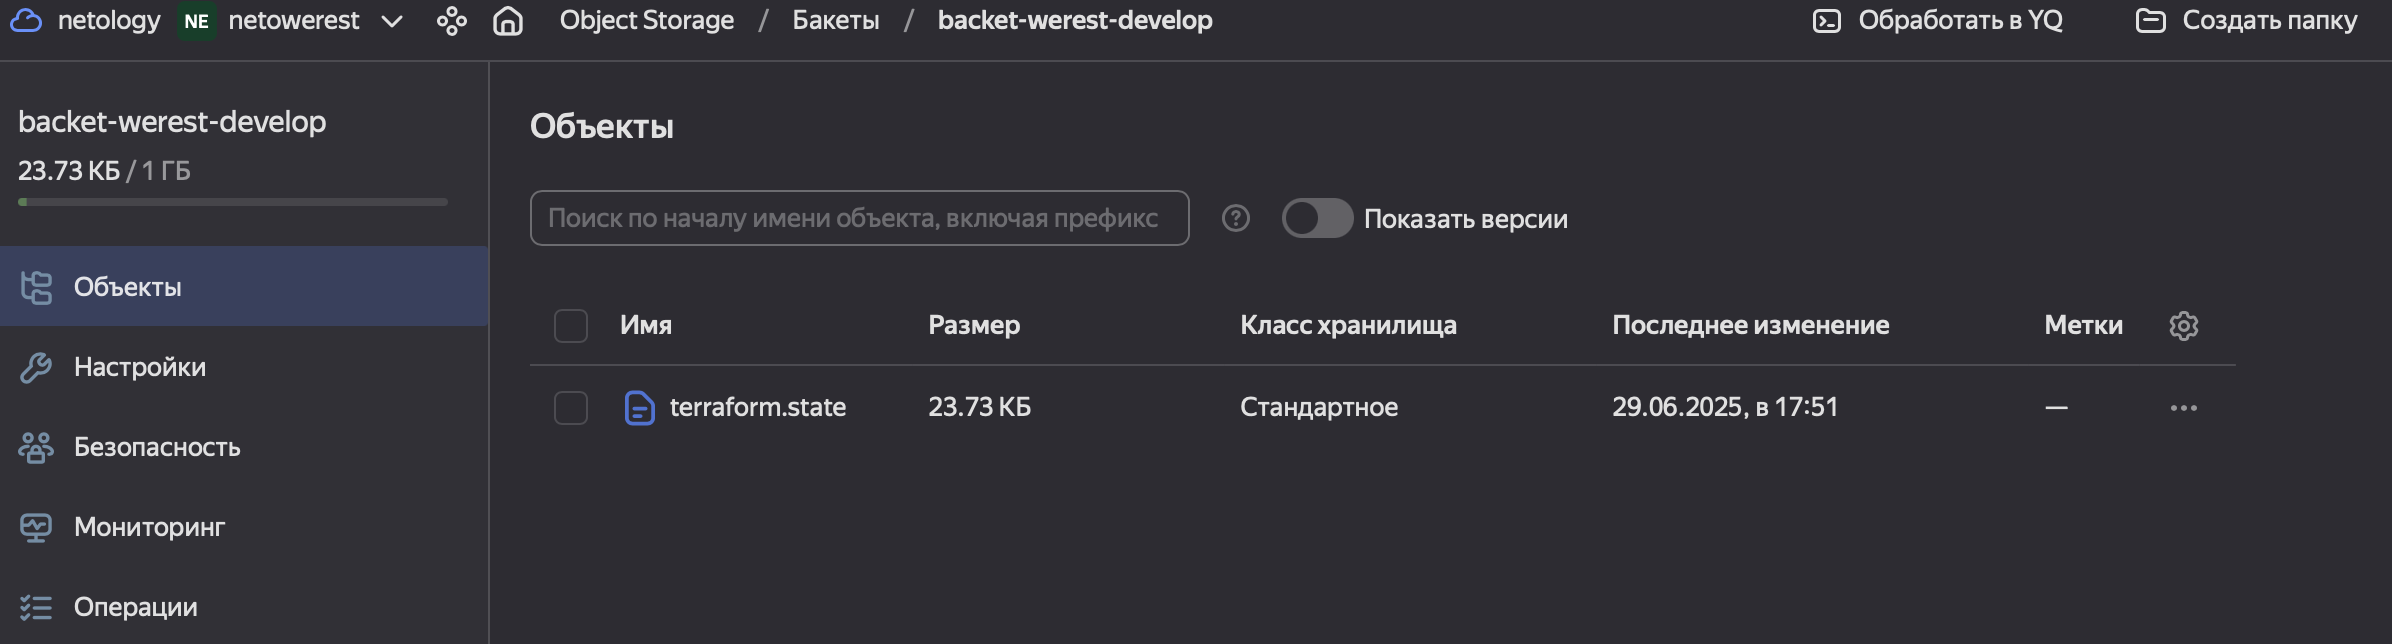 netology NE netowerest Object Storage / Бакеты / backet-werest-develop Обработать в YQ Создать папку
backet-werest-develop
23.73 КБ / 1 ГБ
Объекты
Настройки
Безопасность
Мониторинг
Операции
Объекты
Поиск по началу имени объекта, включая префикс ? Показать версии
Имя Размер Класс хранилища Последнее изменение Метки
terraform.state 23.73 КБ Стандартное 29.06.2025, в 17:51 —